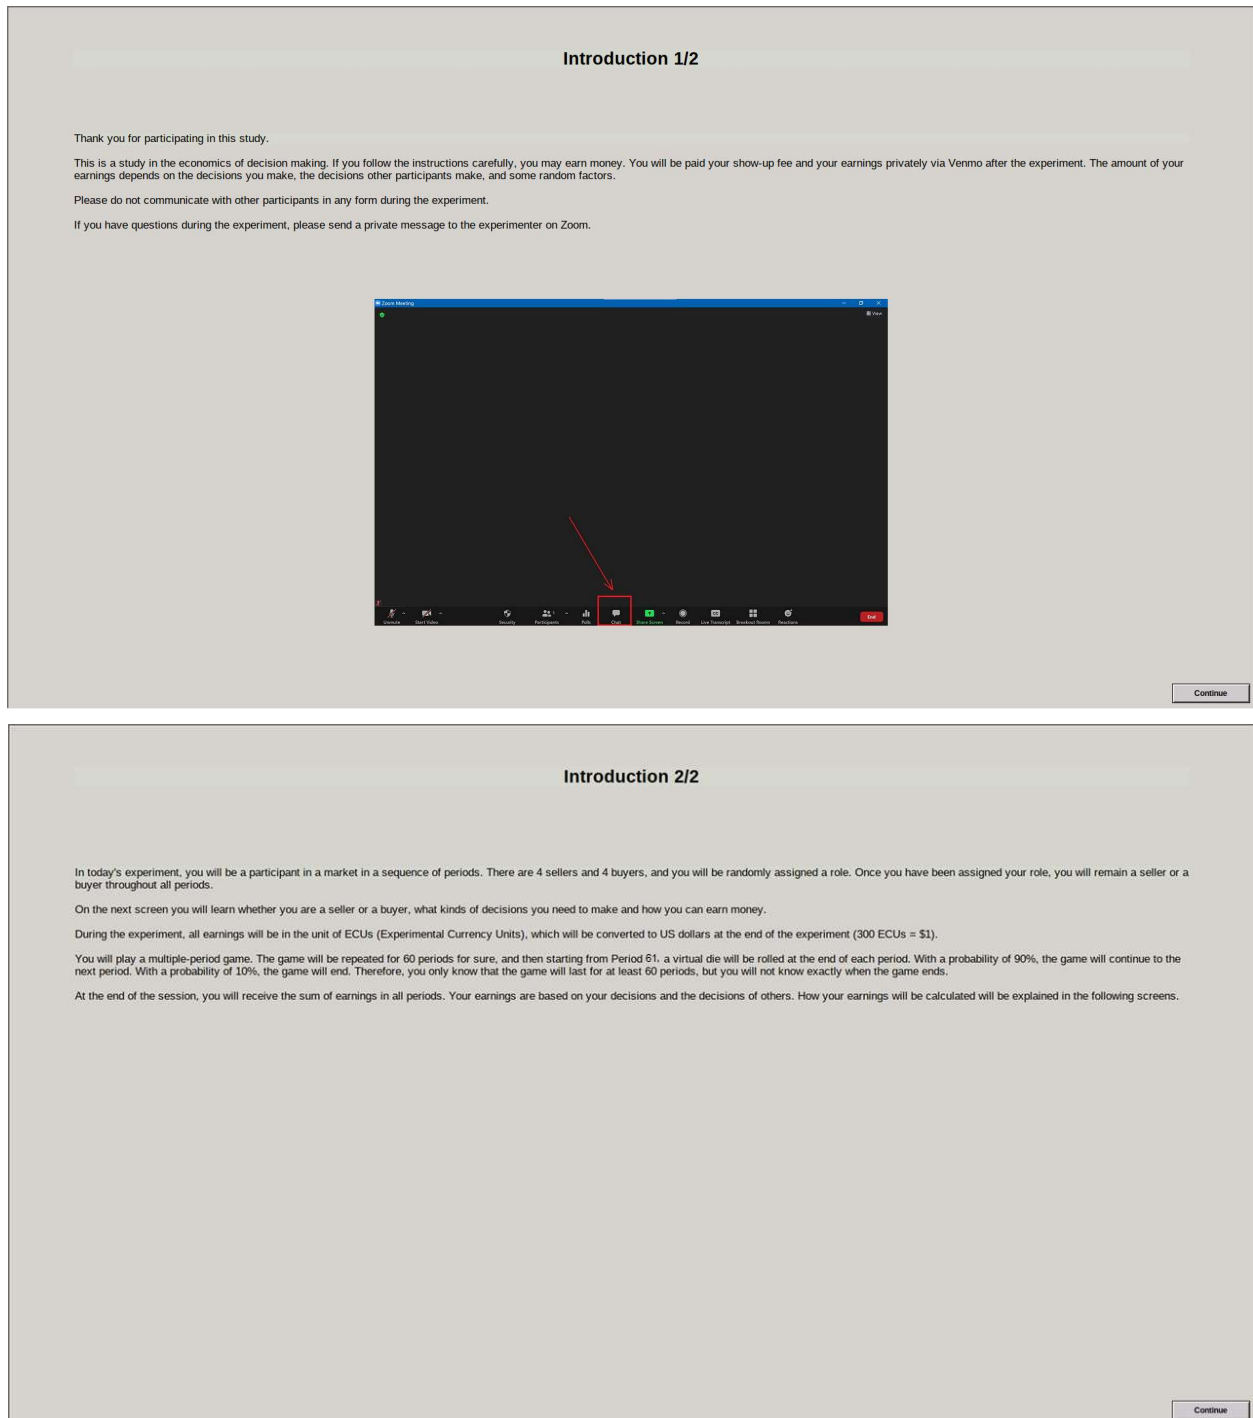 Introduction 1/2
Thank you for participating in this study.
This is a study in the economics of decision making. If you follow the instructions carefully, you may earn money. You will be paid your show-up fee and your earnings privately via Venmo after the experiment. The amount of your
earnings depends on the decisions you make, the decisions other participants make, and some random factors.
Please do not communicate with other participants in any form during the experiment.
If you have questions during the experiment, please send a private message to the experimenter on Zoom.
Zoom Meeting
View
Unmute Start Video Security Participants Polls Chat Share Screen Record Live Transcript Breakout Rooms Reactions End
Continue
Introduction 2/2
In today's experiment, you will be a participant in a market in a sequence of periods. There are 4 sellers and 4 buyers, and you will be randomly assigned a role. Once you have been assigned your role, you will remain a seller or a
buyer throughout all periods.
On the next screen you will learn whether you are a seller or a buyer, what kinds of decisions you need to make and how you can earn money.
During the experiment, all earnings will be in the unit of ECUs (Experimental Currency Units), which will be converted to US dollars at the end of the experiment (300 ECUs = $1).
You will play a multiple-period game. The game will be repeated for 60 periods for sure, and then starting from Period 61, a virtual die will be rolled at the end of each period. With a probability of 90%, the game will continue to the
next period. With a probability of 10%, the game will end. Therefore, you only know that the game will last for at least 60 periods, but you will not know exactly when the game ends.
At the end of the session, you will receive the sum of earnings in all periods. Your earnings are based on your decisions and the decisions of others. How your earnings will be calculated will be explained in the following screens.
Continue